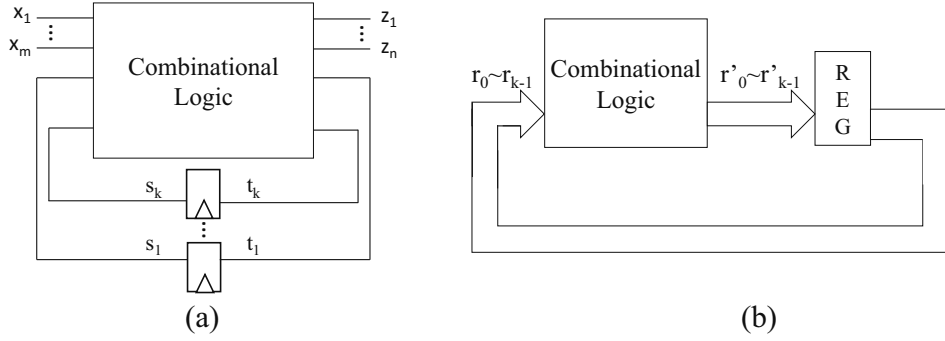 x₁
⋮
xₘ
Combinational
Logic
z₁
⋮
zₙ
sₖ
tₖ
...
s₁
t₁
(a)
r₀~rₖ₋₁
Combinational
Logic
r'₀~r'ₖ₋₁
R
E
G
(b)